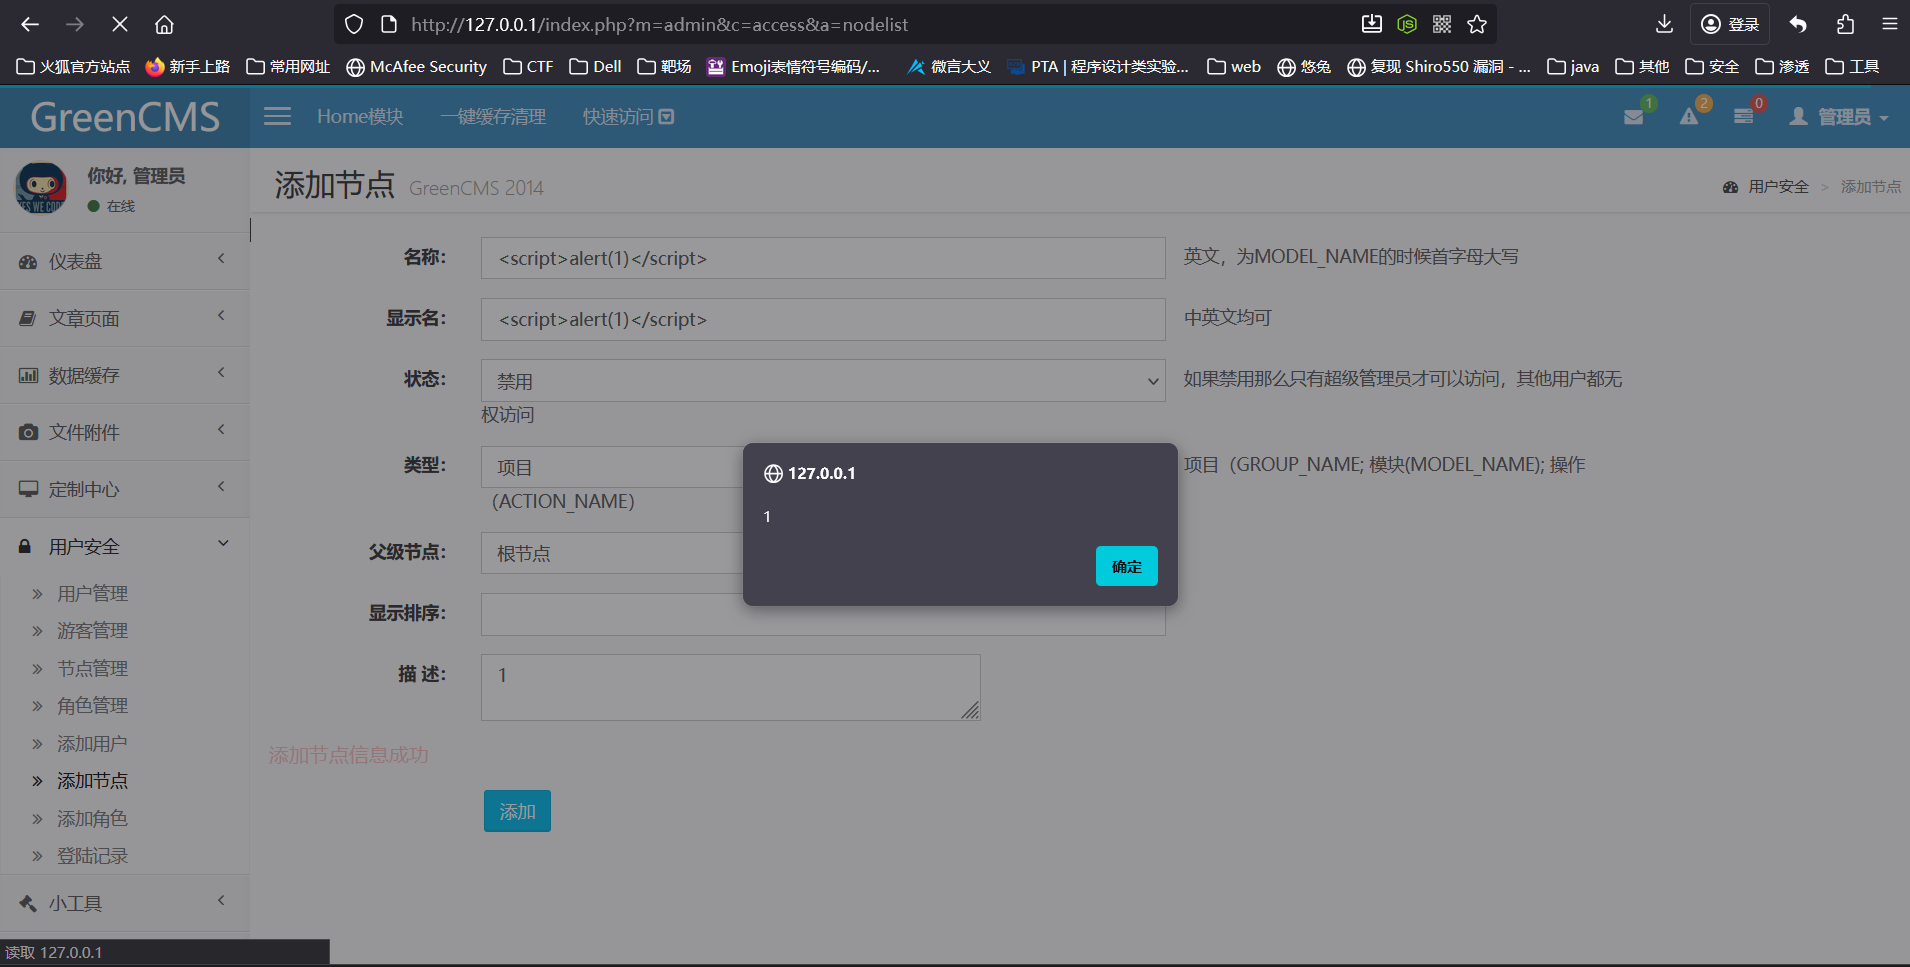 http://127.0.0.1/index.php?m=admin&c=access&a=nodelist
登录
火狐官方站点 新手上路 常用网址 McAfee Security CTF Dell 靶场 Emoji表情符号编码/... 微言大义 PTA | 程序设计类实验... web 悠兔 复现 Shiro550 漏洞 - ... java 其他 安全 渗透 工具
GreenCMS Home模块 一键缓存清理 快速访问 1 2 0 管理员
你好, 管理员
在线
添加节点 GreenCMS 2014
用户安全 > 添加节点
仪表盘
文章页面
数据缓存
文件附件
定制中心
用户安全
用户管理
游客管理
节点管理
角色管理
添加用户
添加节点
添加角色
登陆记录
小工具
名称: <script>alert(1)</script> 英文，为MODEL_NAME的时候首字母大写
显示名: <script>alert(1)</script> 中英文均可
状态: 禁用 如果禁用那么只有超级管理员才可以访问，其他用户都无
权访问
类型: 项目 项目（GROUP_NAME; 模块(MODEL_NAME); 操作
（ACTION_NAME）
父级节点: 根节点
显示排序:
描 述: 1
添加节点信息成功
添加
127.0.0.1
1
确定
读取 127.0.0.1